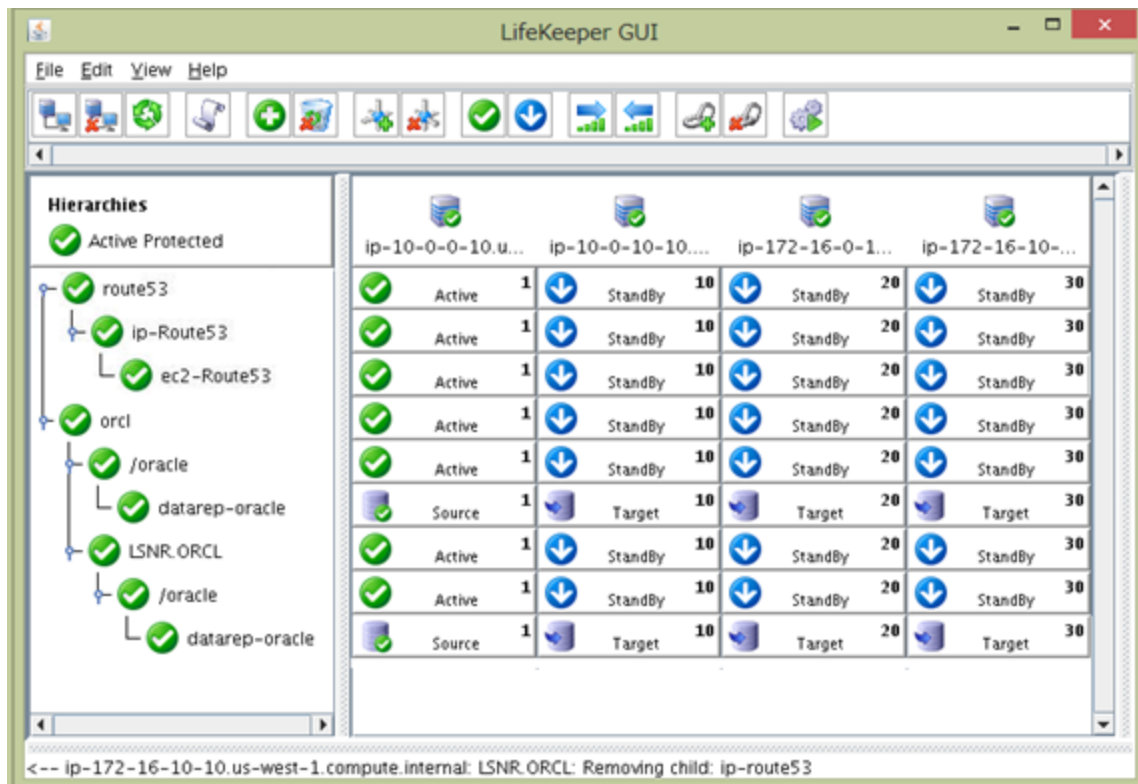 LifeKeeper GUI
File Edit View Help
Hierarchies
Active Protected
ip-10-0-0-10.u... ip-10-0-10-10.... ip-172-16-0-1... ip-172-16-10-...
route53 Active 1 StandBy 10 StandBy 20 StandBy 30
ip-Route53 Active 1 StandBy 10 StandBy 20 StandBy 30
ec2-Route53 Active 1 StandBy 10 StandBy 20 StandBy 30
orcl Active 1 StandBy 10 StandBy 20 StandBy 30
/oracle Active 1 StandBy 10 StandBy 20 StandBy 30
datarep-oracle Source 1 Target 10 Target 20 Target 30
LSNR.ORCL Active 1 StandBy 10 StandBy 20 StandBy 30
/oracle Active 1 StandBy 10 StandBy 20 StandBy 30
datarep-oracle Source 1 Target 10 Target 20 Target 30
<-- ip-172-16-10-10.us-west-1.compute.internal: LSNR.ORCL: Removing child: ip-route53